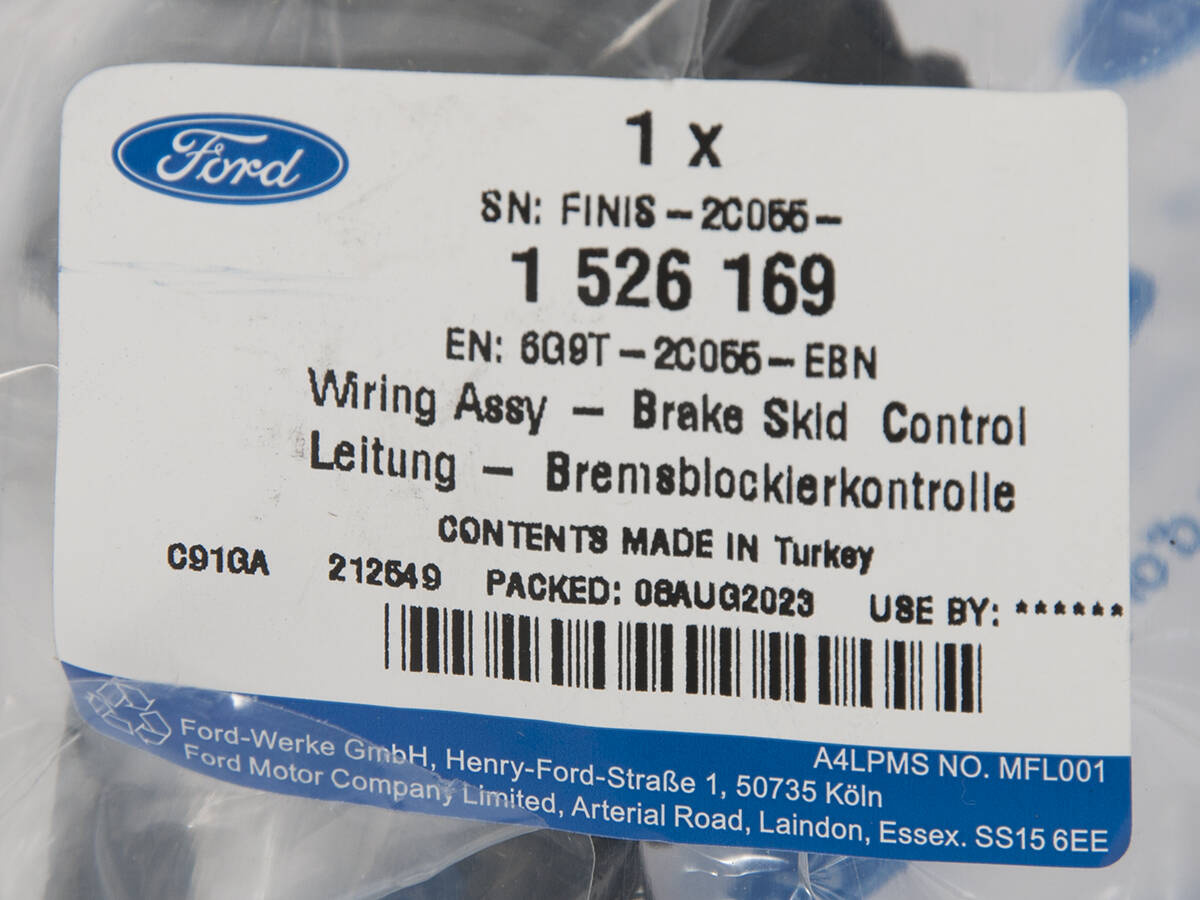 Ford
1 x
SN: FINIS-2C055-
1 526 169
EN: 6G9T-2C055-EBN
Wiring Assy - Brake Skid Control
Leitung - Bremsblockierkontrolle
CONTENTS MADE IN Turkey
C91GA 212549 PACKED: 08AUG2023 USE BY: ******
A4LPMS NO. MFL001
Ford-Werke GmbH, Henry-Ford-Straße 1, 50735 Köln
Ford Motor Company Limited, Arterial Road, Laindon, Essex. SS15 6EE